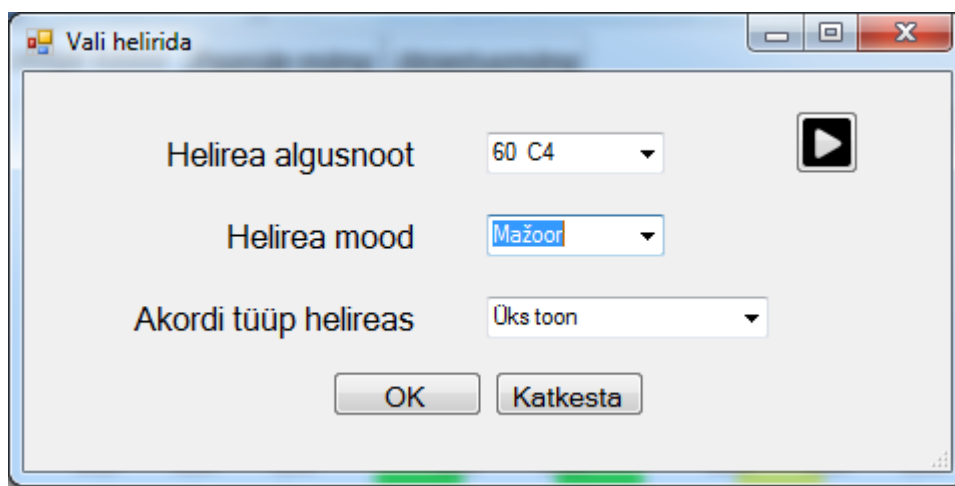 Vali helirida
Helirea algusnoot 60 C4
Helirea mood Mažoor
Akordi tüüp helireas Üks toon
OK Katkesta